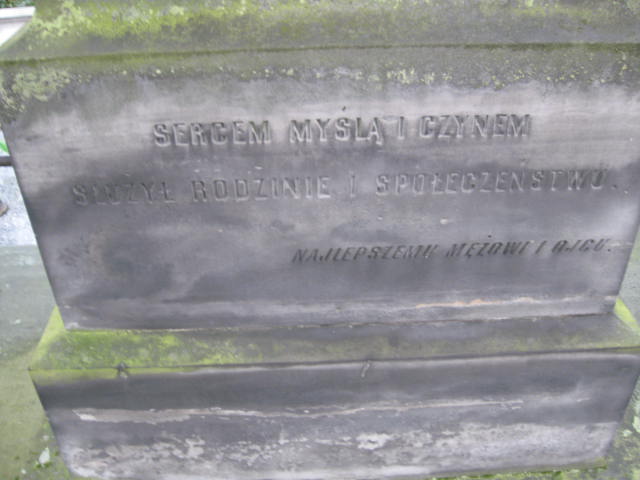 SERCEM MYŚLĄ I CZYNEM
SŁUŻYŁ RODZINIE I SPOŁECZEŃSTWU.
NAJLEPSZEMU MĘŻOWI I OJCU.